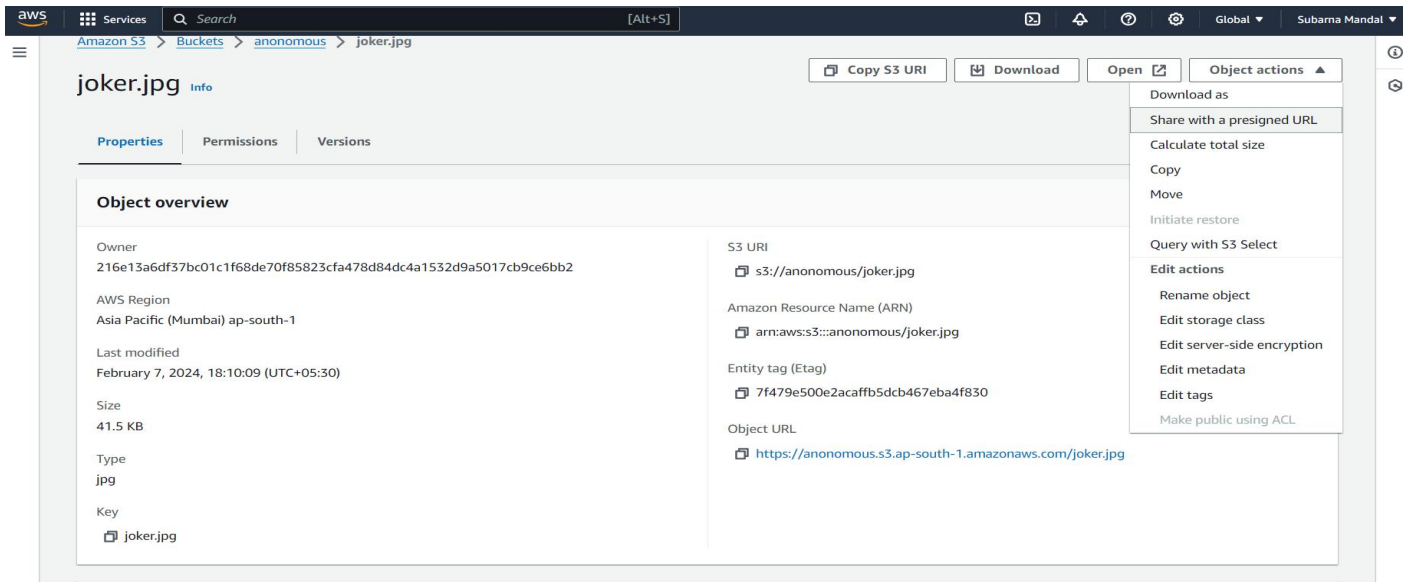 aws
Services
Search
[Alt+S]
Global
Subarna Mandal
Amazon S3 > Buckets > anonomous > joker.jpg
joker.jpg Info
Copy S3 URI
Download
Open
Object actions
Download as
Share with a presigned URL
Calculate total size
Copy
Move
Initiate restore
Query with S3 Select
Edit actions
Rename object
Edit storage class
Edit server-side encryption
Edit metadata
Edit tags
Make public using ACL
Properties
Permissions
Versions
Object overview
Owner
216e13a6df37bc01c1f68de70f85823cfa478d84dc4a1532d9a5017cb9ce6bb2
AWS Region
Asia Pacific (Mumbai) ap-south-1
Last modified
February 7, 2024, 18:10:09 (UTC+05:30)
Size
41.5 KB
Type
jpg
Key
joker.jpg
S3 URI
s3://anonomous/joker.jpg
Amazon Resource Name (ARN)
arn:aws:s3:::anonomous/joker.jpg
Entity tag (Etag)
7f479e500e2acaffb5dcb467eba4f830
Object URL
https://anonomous.s3.ap-south-1.amazonaws.com/joker.jpg